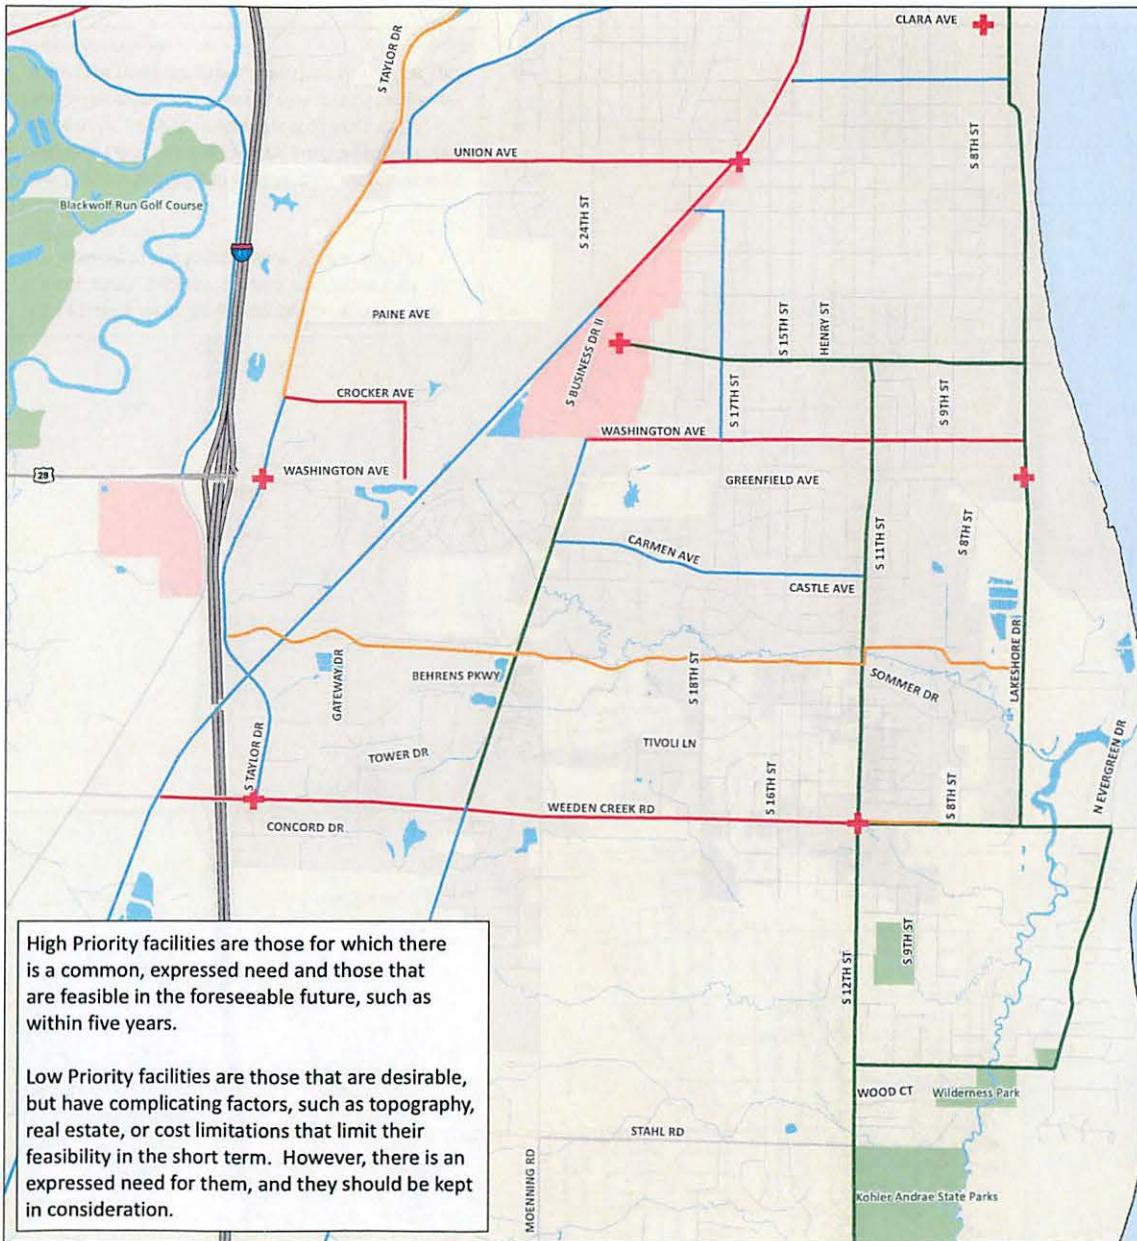 CLARA AVE
S TAYLOR DR
UNION AVE
S 8TH ST
Blackwolf Run Golf Course
S 24TH ST
43
PAINE AVE
S BUSINESS DR II
S 15TH ST
HENRY ST
CROCKER AVE
S 17TH ST
S 9TH ST
WASHINGTON AVE
28
WASHINGTON AVE
GREENFIELD AVE
CARMEN AVE
S 11TH ST
S 8TH ST
CASTLE AVE
GATEWAY DR
BEHRENS PKWY
S 18TH ST
SOMMER DR
LAKESHORE DR
S TAYLOR DR
TOWER DR
TIVOLI LN
S 16TH ST
N EVERGREEN DR
WEEDEN CREEK RD
S 8TH ST
CONCORD DR
S 9TH ST
S 12TH ST
High Priority facilities are those for which there
is a common, expressed need and those that
are feasible in the foreseeable future, such as
within five years.
Low Priority facilities are those that are desirable,
but have complicating factors, such as topography,
real estate, or cost limitations that limit their
feasibility in the short term. However, there is an
expressed need for them, and they should be kept
in consideration.
WOOD CT
Wilderness Park
STAHL RD
MOENNING RD
Kohler Andrae State Parks